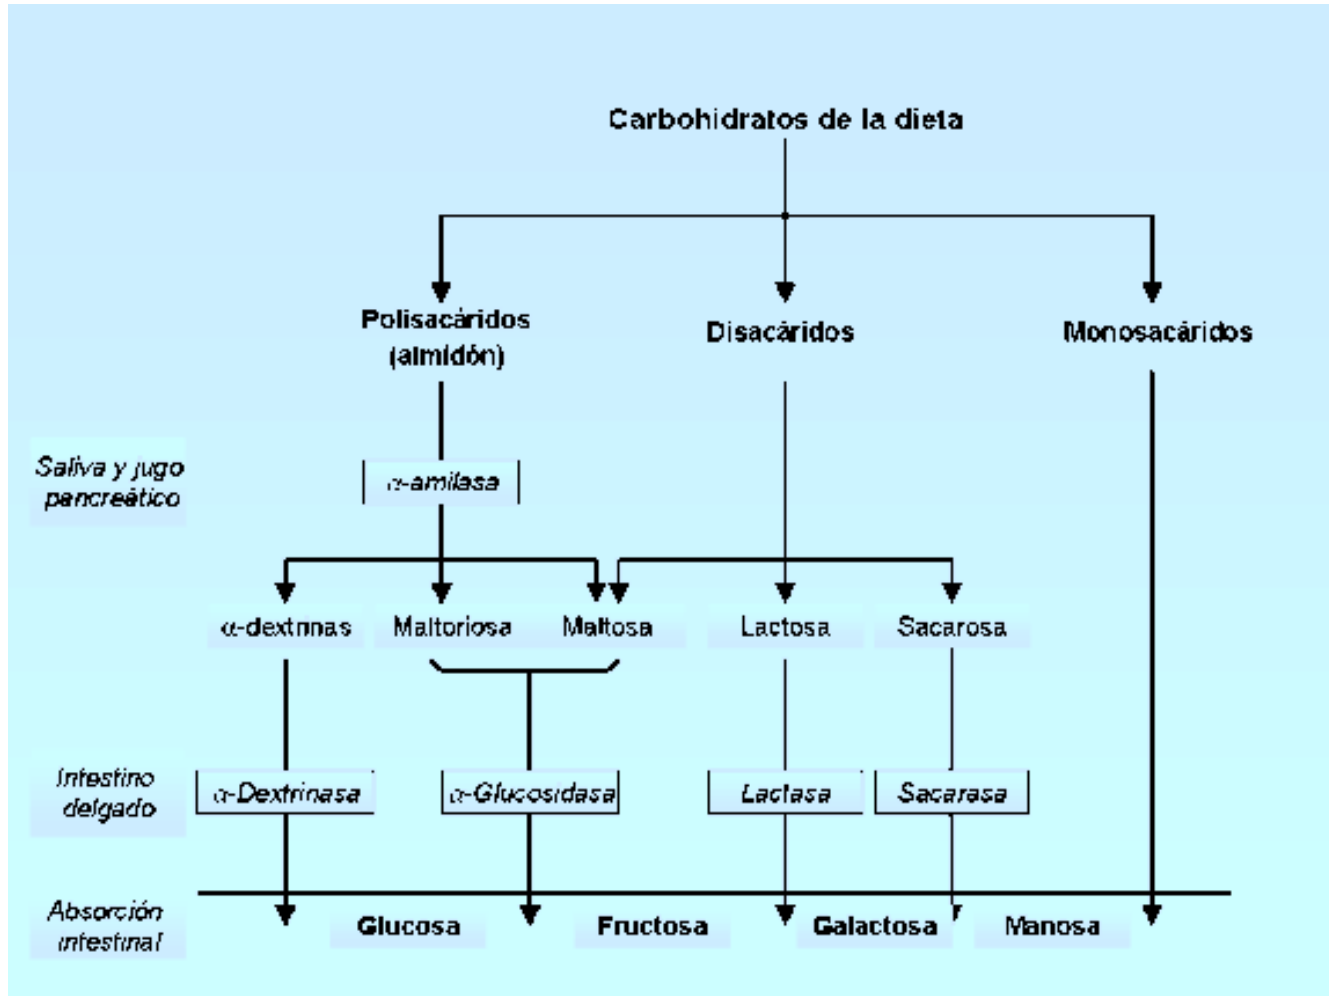 Carbohidratos de la dieta
Polisacáridos
(almidón)
Disacáridos
Monosacáridos
Saliva y jugo
pancreático
α-amilasa
α-dextrinas
Maltoriosa
Maltosa
Lactosa
Sacarosa
Intestino
delgado
α-Dextrinasa
α-Glucosidasa
Lactasa
Sacarasa
Absorción
intestinal
Glucosa
Fructosa
Galactosa
Manosa